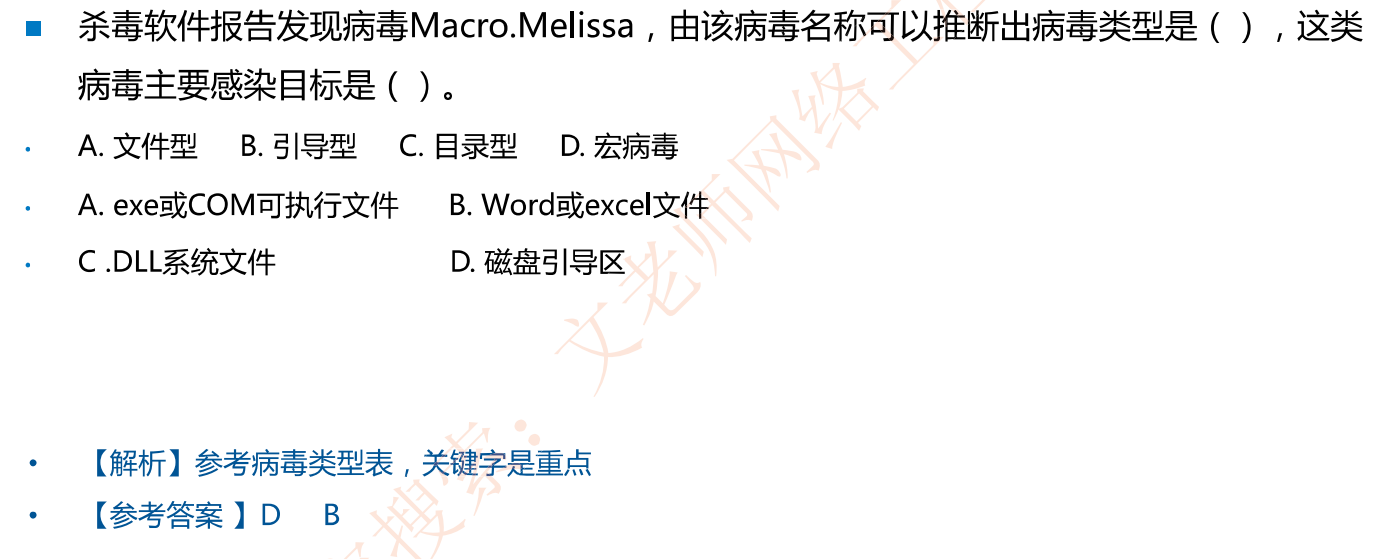 杀毒软件报告发现病毒Macro.Melissa，由该病毒名称可以推断出病毒类型是（ ），这类
病毒主要感染目标是（ ）。
A. 文件型 B. 引导型 C. 目录型 D. 宏病毒
A. exe或COM可执行文件 B. Word或excel文件
C .DLL系统文件 D. 磁盘引导区
【解析】参考病毒类型表，关键字是重点
【参考答案 】D B
搜索：文老师网络工